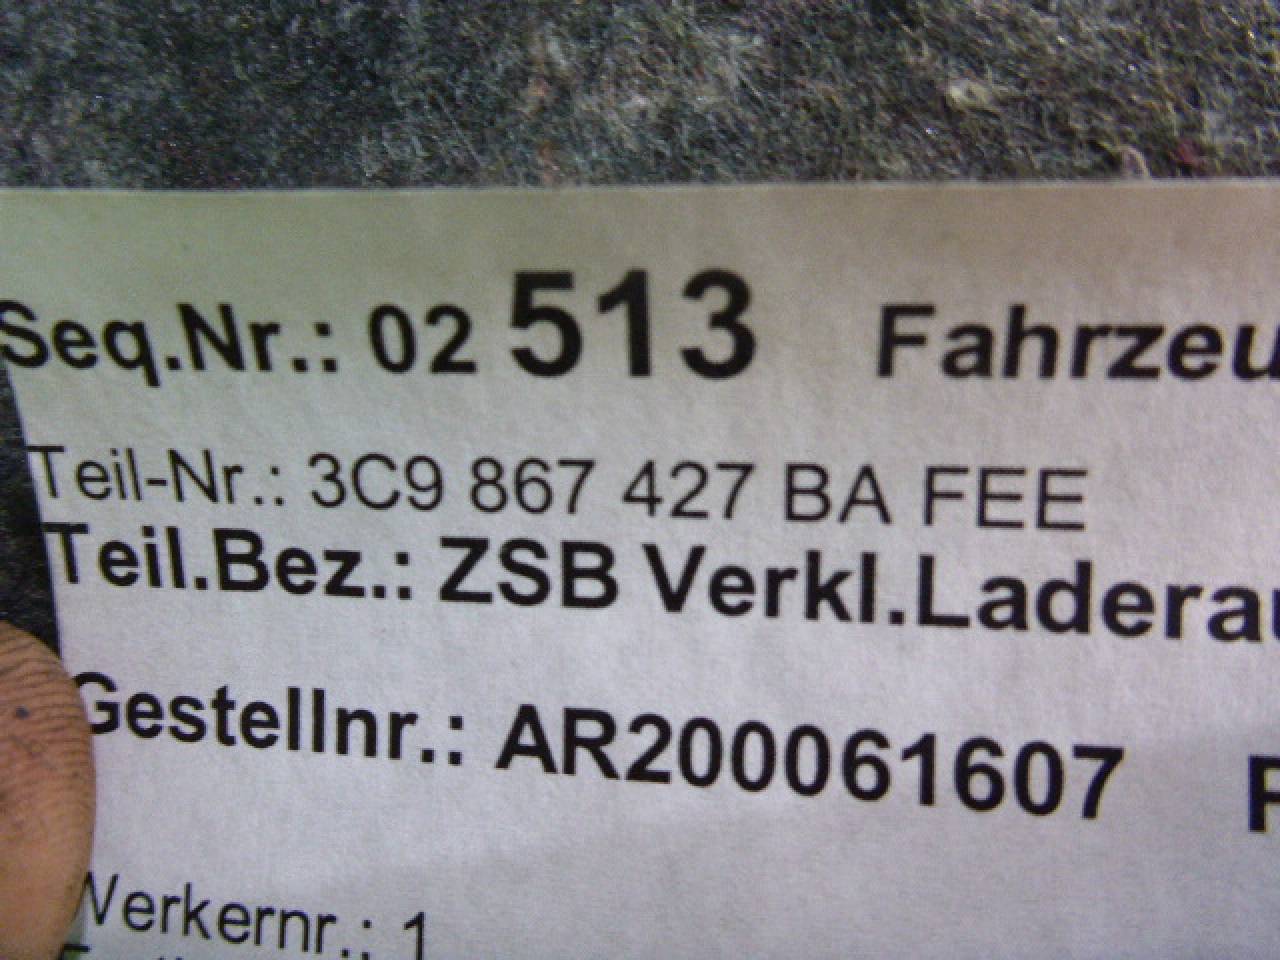 Seq.Nr.: 02 513 Fahrzeu
Teil-Nr.: 3C9 867 427 BA FEE
Teil.Bez.: ZSB Verkl.Laderau
Gestellnr.: AR200061607
Werkernr.: 1